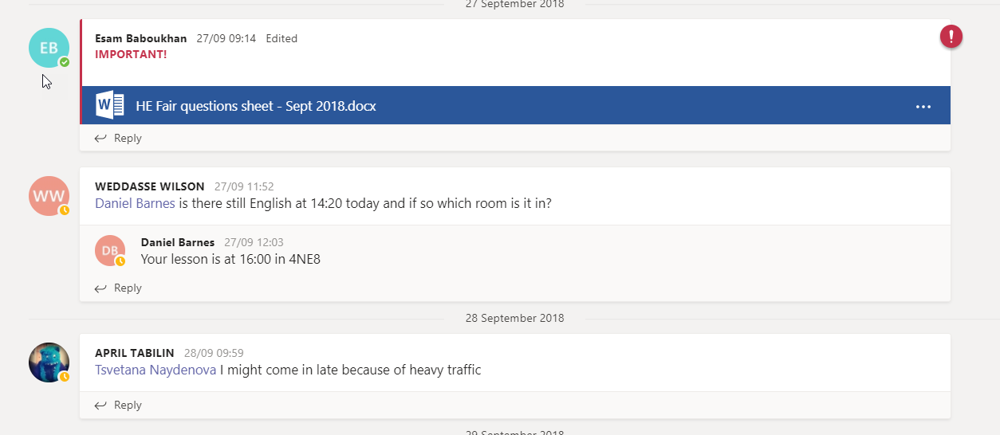 27 September 2018
EB
Esam Baboukhan 27/09 09:14 Edited
IMPORTANT!
W HE Fair questions sheet - Sept 2018.docx
Reply
WW
WEDDASSE WILSON 27/09 11:52
Daniel Barnes is there still English at 14:20 today and if so which room is it in?
DB
Daniel Barnes 27/09 12:03
Your lesson is at 16:00 in 4NE8
Reply
28 September 2018
APRIL TABILIN 28/09 09:59
Tsvetana Naydenova I might come in late because of heavy traffic
Reply
29 September 2018